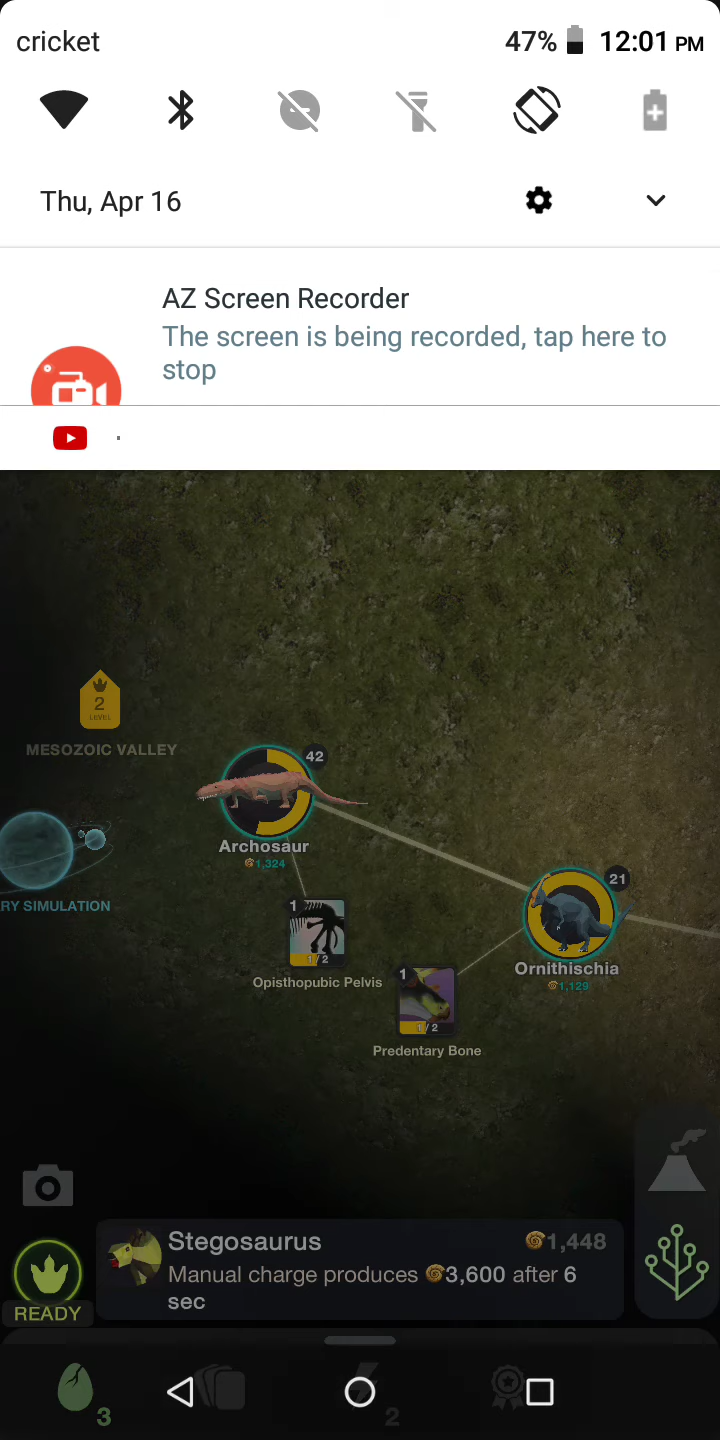 cricket
47%
12:01 PM
Thu, Apr 16
AZ Screen Recorder
The screen is being recorded, tap here to
stop
2
LEVEL
MESOZOIC VALLEY
42
Archosaur
1,324
RY SIMULATION
21
Ornithischia
1,129
1
1/2
Opisthopubic Pelvis
1
1/2
Predentary Bone
Stegosaurus
1,448
Manual charge produces 3,600 after 6
sec
READY
3
2